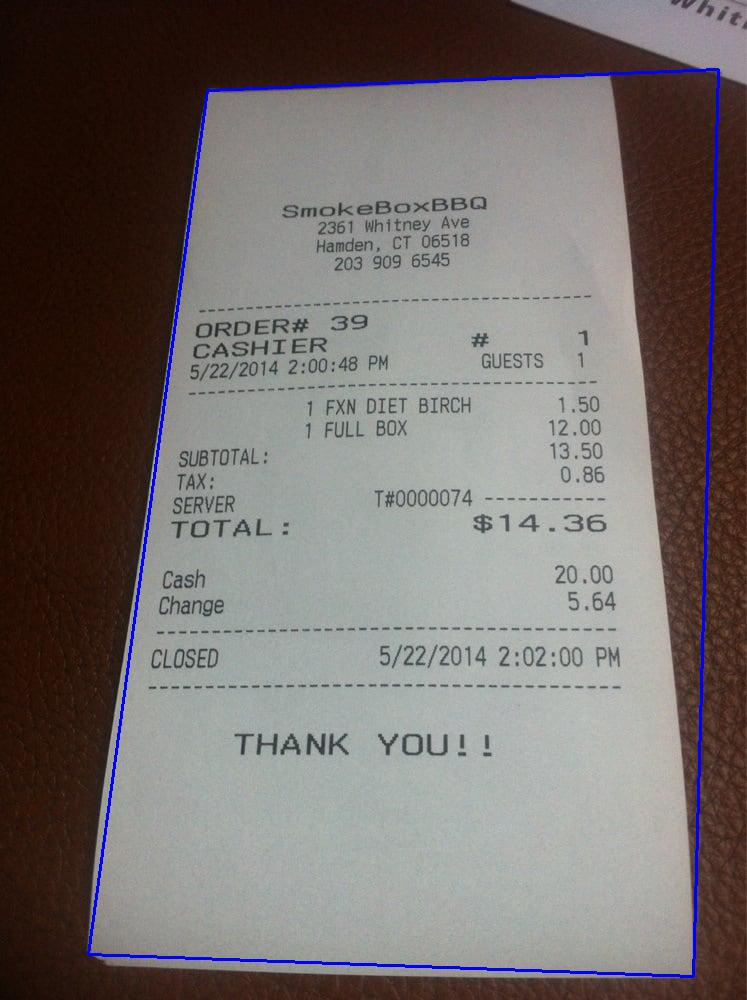 Whit
SmokeBoxBBQ
2361 Whitney Ave
Hamden, CT 06518
203 909 6545
ORDER# 39
CASHIER # 1
5/22/2014 2:00:48 PM GUESTS 1
1 FXN DIET BIRCH 1.50
1 FULL BOX 12.00
SUBTOTAL: 13.50
TAX: 0.86
SERVER T#0000074 -----------
TOTAL: $14.36
Cash 20.00
Change 5.64
CLOSED 5/22/2014 2:02:00 PM
THANK YOU!!